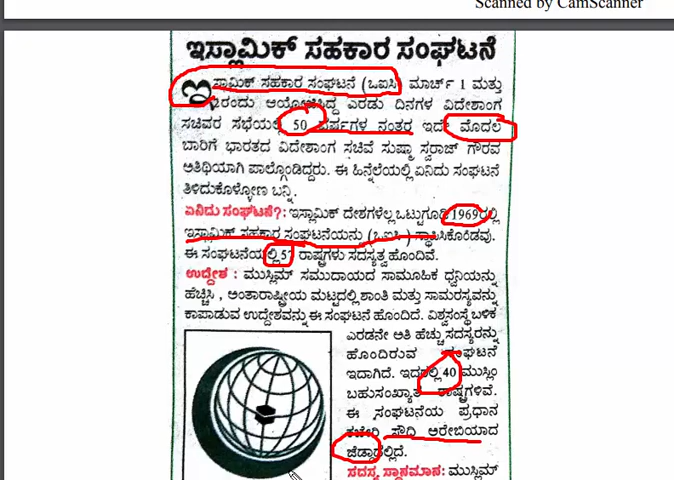 Scanned by CamScanner
ಇಸ್ಲಾಮಿಕ್ ಸಹಕಾರ ಸಂಘಟನೆ
ಇಸ್ಲಾಮಿಕ್ ಸಹಕಾರ ಸಂಘಟನೆ (ಒಐಸಿ) ಮಾರ್ಚ್ 1 ಮತ್ತು
2ರಂದು ಆಯೋಜಿಸಿದ್ದ ಎರಡು ದಿನಗಳ ವಿದೇಶಾಂಗ
ಸಚಿವರ ಸಭೆಯಲ್ಲಿ 50 ವರ್ಷಗಳ ನಂತರ ಇದೇ ಮೊದಲ
ಬಾರಿಗೆ ಭಾರತದ ವಿದೇಶಾಂಗ ಸಚಿವೆ ಸುಷ್ಮಾ ಸ್ವರಾಜ್ ಗೌರವ
ಅತಿಥಿಯಾಗಿ ಪಾಲ್ಗೊಂಡಿದ್ದರು. ಈ ಹಿನ್ನೆಲೆಯಲ್ಲಿ ಏನಿದು ಸಂಘಟನೆ
ತಿಳಿದುಕೊಳ್ಳೋಣ ಬನ್ನಿ.
ಏನಿದು ಸಂಘಟನೆ?: ಇಸ್ಲಾಮಿಕ್ ದೇಶಗಳೆಲ್ಲ ಒಟ್ಟುಗೂಡಿ 1969ರಲ್ಲಿ
ಇಸ್ಲಾಮಿಕ್ ಸಹಕಾರ ಸಂಘಟನೆಯನ್ನು (ಒಐಸಿ) ಸ್ಥಾಪಿಸಿಕೊಂಡವು.
ಈ ಸಂಘಟನೆಯಲ್ಲಿ 57 ರಾಷ್ಟ್ರಗಳು ಸದಸ್ಯತ್ವ ಹೊಂದಿವೆ.
ಉದ್ದೇಶ : ಮುಸ್ಲಿಮ್ ಸಮುದಾಯದ ಸಾಮೂಹಿಕ ಧ್ವನಿಯನ್ನು
ಹೆಚ್ಚಿಸಿ, ಅಂತಾರಾಷ್ಟ್ರೀಯ ಮಟ್ಟದಲ್ಲಿ ಶಾಂತಿ ಮತ್ತು ಸಾಮರಸ್ಯವನ್ನು
ಕಾಪಾಡುವ ಉದ್ದೇಶವನ್ನು ಈ ಸಂಘಟನೆ ಹೊಂದಿದೆ. ವಿಶ್ವಸಂಸ್ಥೆ ಬಳಿಕ
ಎರಡನೇ ಅತಿ ಹೆಚ್ಚು ಸದಸ್ಯರನ್ನು
ಹೊಂದಿರುವ ಸಂಘಟನೆ
ಇದಾಗಿದೆ. ಇದರಲ್ಲಿ 40 ಮುಸ್ಲಿಂ
ಬಹುಸಂಖ್ಯಾತ ರಾಷ್ಟ್ರಗಳಿವೆ.
ಈ ಸಂಘಟನೆಯ ಪ್ರಧಾನ
ಕಚೇರಿ ಸೌದಿ ಅರೇಬಿಯಾದ
ಜೆಡ್ಡಾದಲ್ಲಿದೆ.
ಸದಸ್ಯ ಸ್ಥಾನಮಾನ: ಮುಸ್ಲಿಮ್